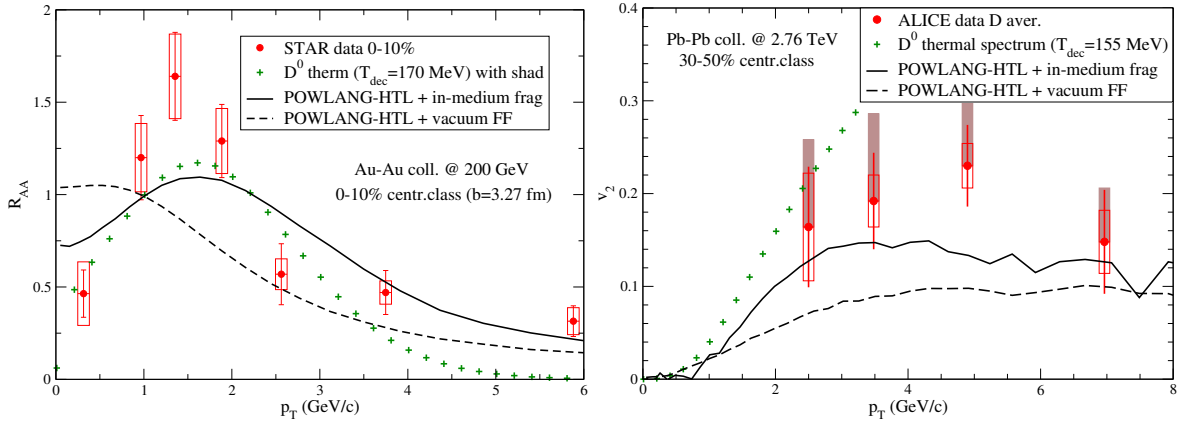 2
1.5
1
0.5
0
R_AA
0 1 2 3 4 5 6
p_T (GeV/c)
STAR data 0-10%
D^0 therm (T_dec=170 MeV) with shad
POWLANG-HTL + in-medium frag
POWLANG-HTL + vacuum FF
Au-Au coll. @ 200 GeV
0-10% centr.class (b=3.27 fm)
0.4
0.3
0.2
0.1
0
v_2
0 2 4 6 8
p_T (GeV/c)
Pb-Pb coll. @ 2.76 TeV
30-50% centr.class
ALICE data D aver.
D^0 thermal spectrum (T_dec=155 MeV)
POWLANG-HTL + in-medium frag
POWLANG-HTL + vacuum FF